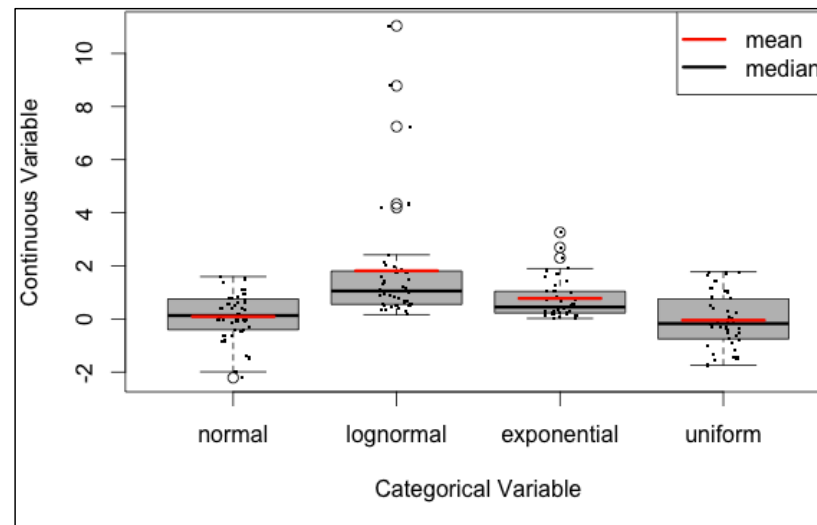 mean
median
Continuous Variable
10
8
6
4
2
0
-2
normal lognormal exponential uniform
Categorical Variable